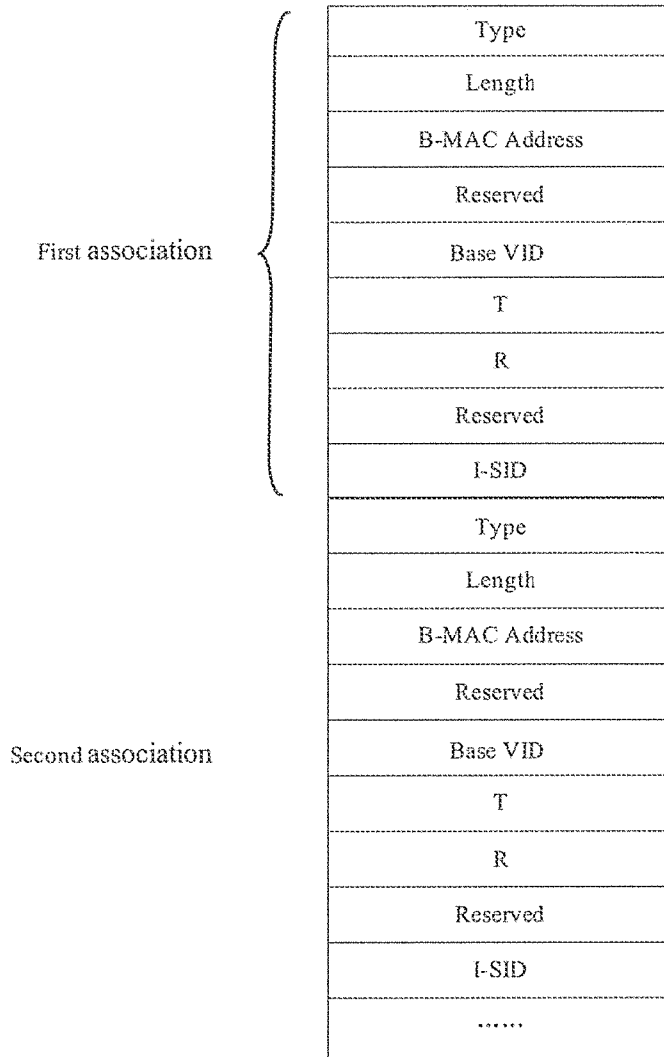 Type
Length
B-MAC Address
Reserved
First association
Base VID
T
R
Reserved
I-SID
Type
Length
B-MAC Address
Reserved
Second association
Base VID
T
R
Reserved
I-SID
......